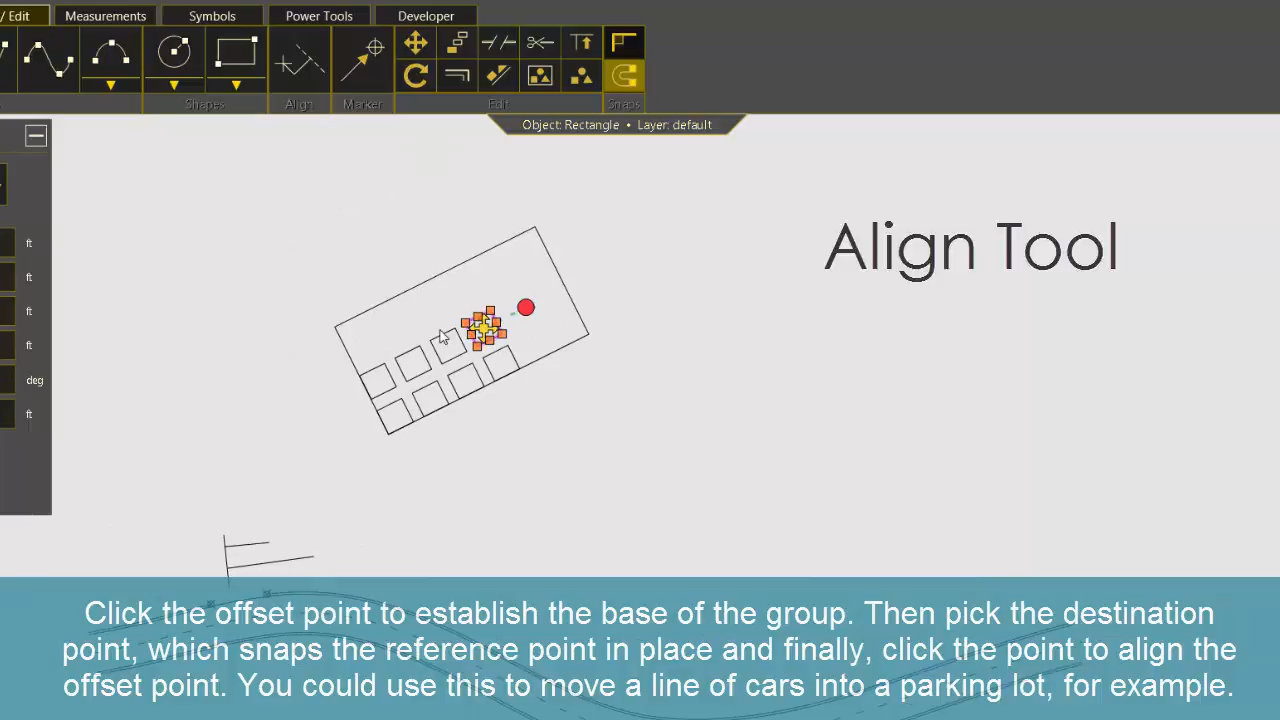 / Edit
Measurements
Symbols
Power Tools
Developer
Shapes
Align
Marker
Edit
Snaps
Object: Rectangle • Layer: default
ft
ft
ft
ft
deg
ft
Align Tool
Click the offset point to establish the base of the group. Then pick the destination
point, which snaps the reference point in place and finally, click the point to align the
offset point. You could use this to move a line of cars into a parking lot, for example.